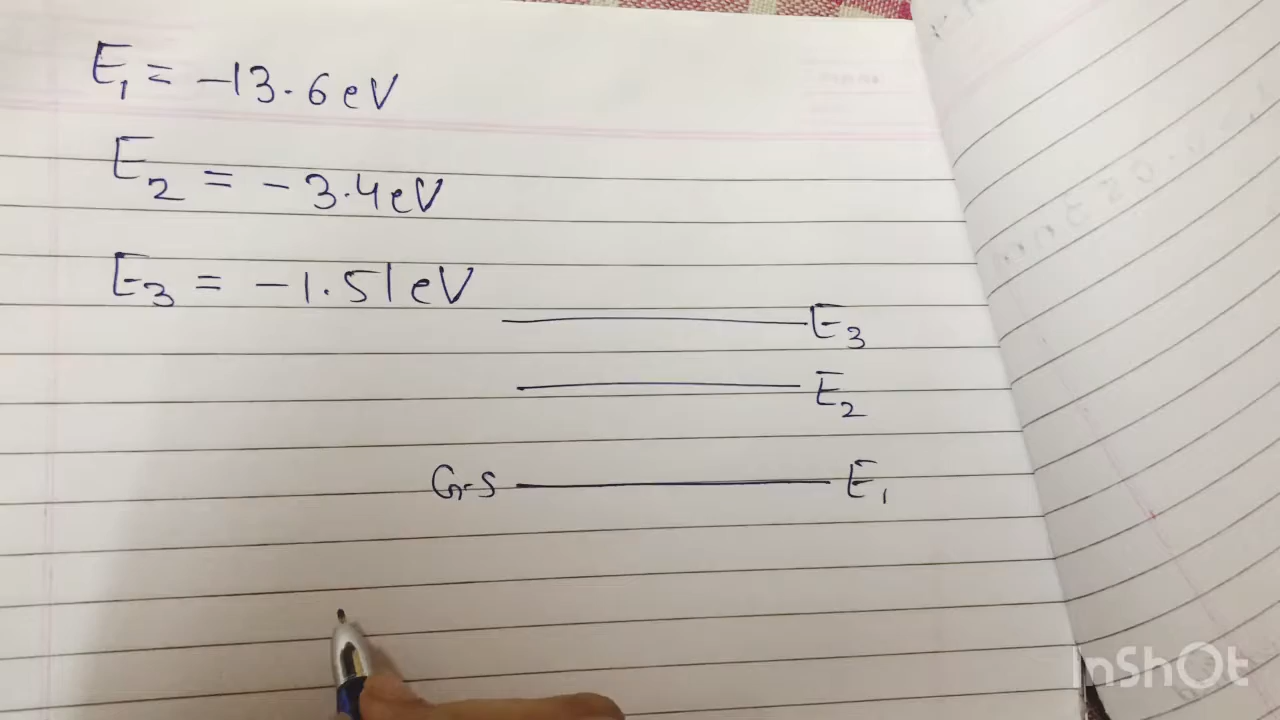 E₁ = -13.6 eV
E₂ = -3.4 eV
E₃ = -1.51 eV
E₃
E₂
G.S E₁
InShOt